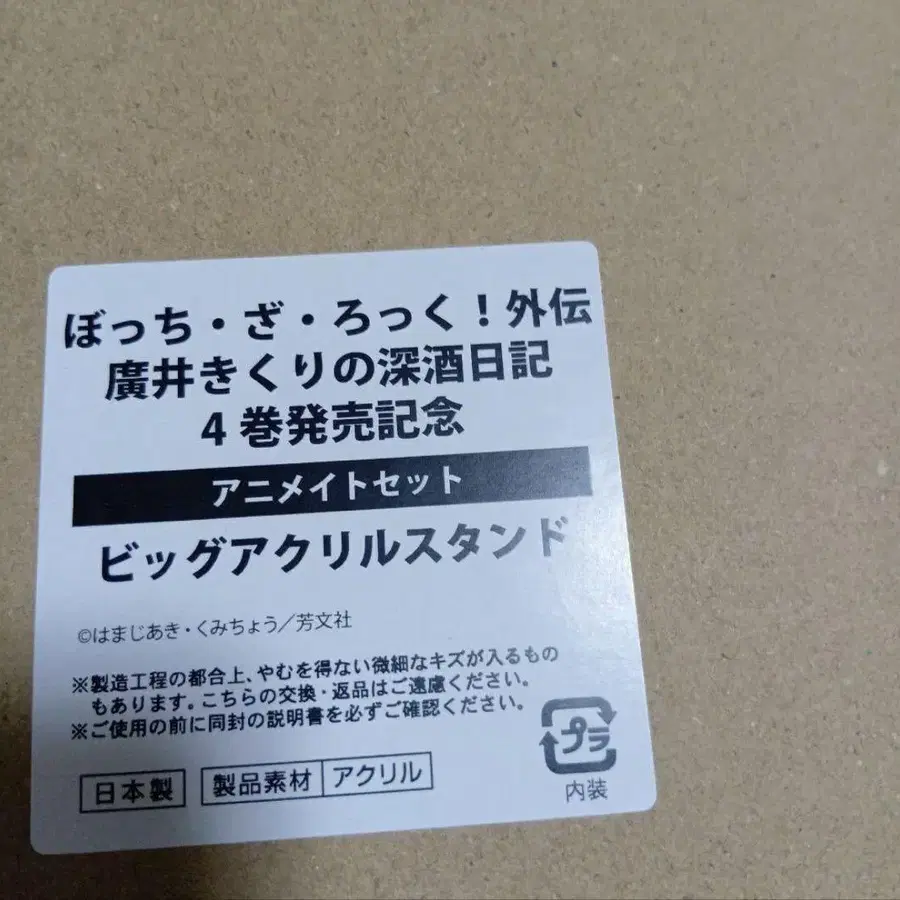 ぼっち・ざ・ろっく！外伝
廣井きくりの深酒日記
4巻発売記念
アニメイトセット
ビッグアクリルスタンド
©はまじあき・くみちょう／芳文社
※製造工程の都合上、やむを得ない微細なキズが入るもの
もあります。こちらの交換・返品はご遠慮ください。
※ご使用の前に同封の説明書を必ずご確認ください。
プラ
内装
日本製 製品素材 アクリル